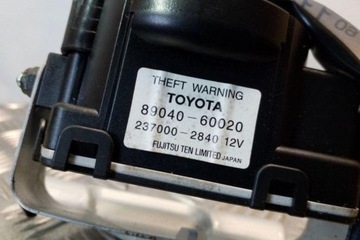 THEFT WARNING
TOYOTA
89040-60020
237000-2840 12V
FUJITSU TEN LIMITED JAPAN